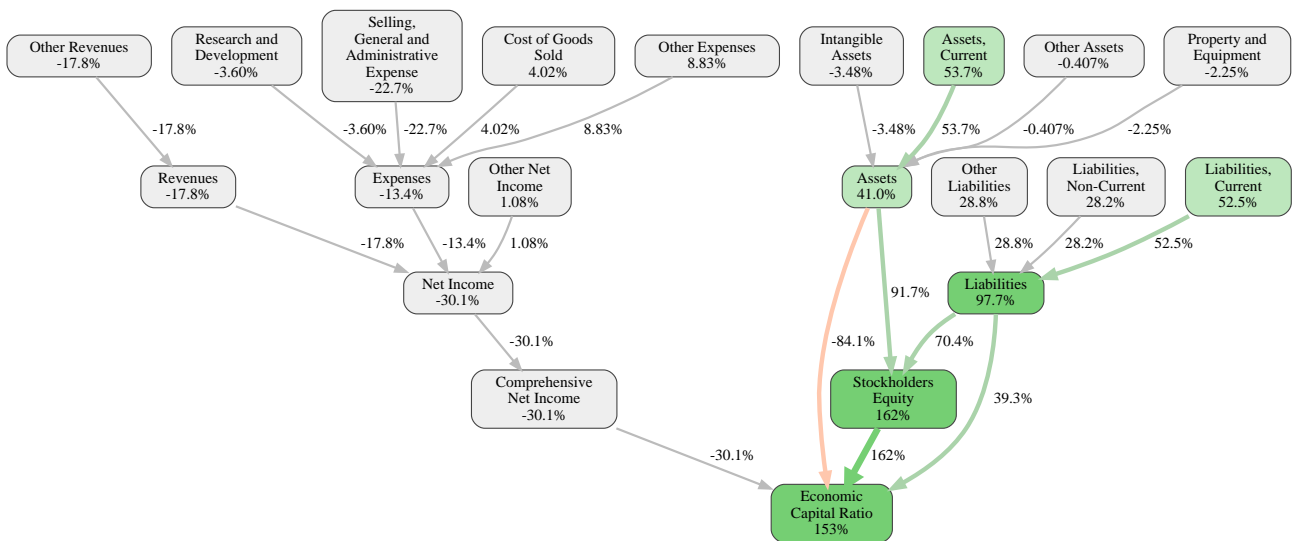 Other Revenues
-17.8%
Research and
Development
-3.60%
Selling,
General and
Administrative
Expense
-22.7%
Cost of Goods
Sold
4.02%
Other Expenses
8.83%
Intangible
Assets
-3.48%
Assets,
Current
53.7%
Other Assets
-0.407%
Property and
Equipment
-2.25%
-17.8%
-3.60%
-22.7%
4.02%
8.83%
-3.48%
53.7%
-0.407%
-2.25%
Revenues
-17.8%
Expenses
-13.4%
Other Net
Income
1.08%
Assets
41.0%
Other
Liabilities
28.8%
Liabilities,
Non-Current
28.2%
Liabilities,
Current
52.5%
-17.8%
-13.4%
1.08%
28.8%
28.2%
52.5%
Net Income
-30.1%
Liabilities
97.7%
91.7%
-30.1%
-84.1%
70.4%
Comprehensive
Net Income
-30.1%
Stockholders
Equity
162%
39.3%
-30.1%
162%
Economic
Capital Ratio
153%